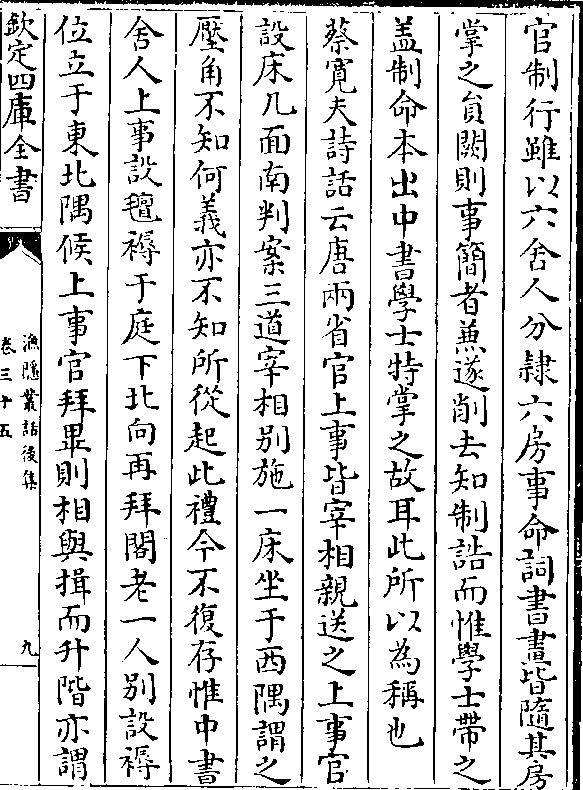 官制行雖以六舍人分隸六房事命詞書畫皆隨其房
掌之負闕則事簡者兼遂削去知制誥而惟學士帶之
盖制命本出中書學士特掌之故耳此所以為稱也
蔡寛夫詩話云唐兩省官上事皆宰相親送之上事官
設床几面南判案三道宰相別施一床坐于西隅謂之
壓角不知何義亦不知所從起此禮今不復存惟中書
舍人上事設氊褥于庭下北向再拜閣老一人別設褥
位立于東北隅候上事官拜畢則相與揖而升階亦謂
欽定四庫全書
漁隱叢話後集
卷三十五
九